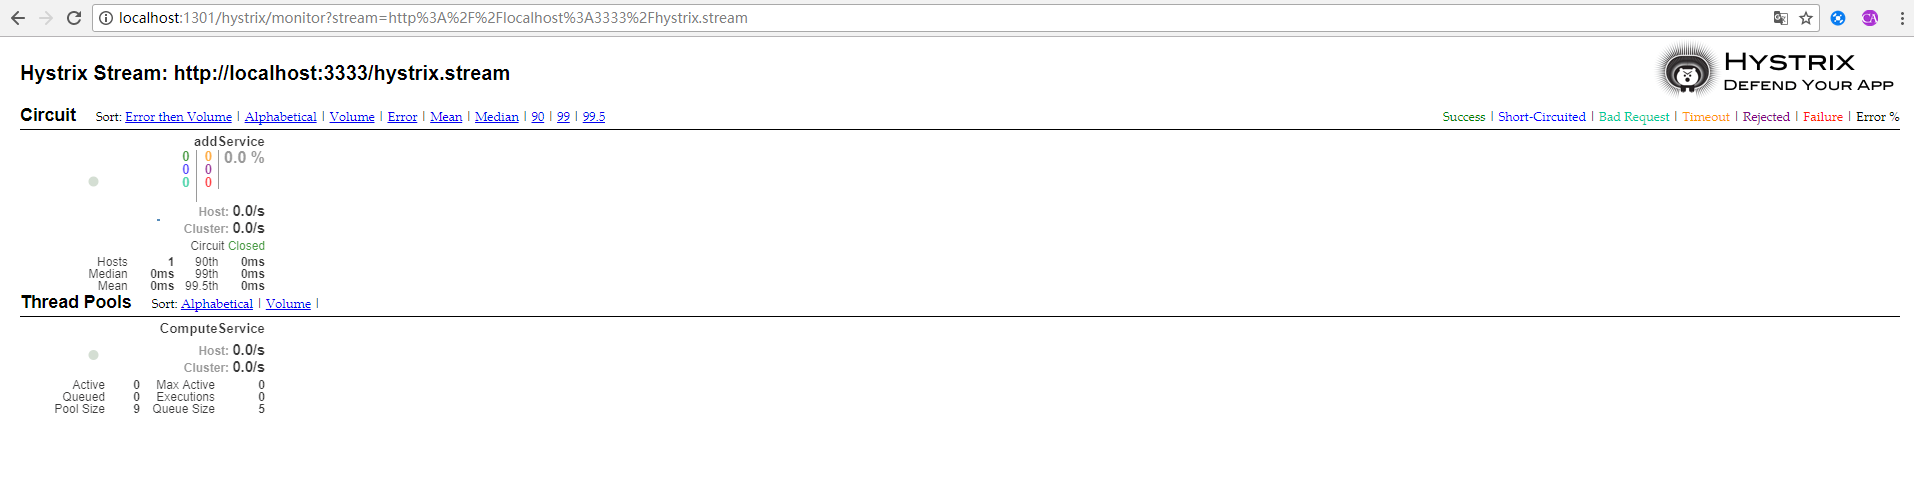 localhost:1301/hystrix/monitor?stream=http%3A%2F%2Flocalhost%3A3333%2Fhystrix.stream
CA
Hystrix Stream: http://localhost:3333/hystrix.stream
HYSTRIX
DEFEND YOUR APP
Circuit Sort: Error then Volume | Alphabetical | Volume | Error | Mean | Median | 90 | 99 | 99.5
Success | Short-Circuited | Bad Request | Timeout | Rejected | Failure | Error %
addService
0 0 0.0 %
0 0
0 0
Host: 0.0/s
Cluster: 0.0/s
Circuit Closed
Hosts 1 90th 0ms
Median 0ms 99th 0ms
Mean 0ms 99.5th 0ms
Thread Pools Sort: Alphabetical | Volume |
ComputeService
Host: 0.0/s
Cluster: 0.0/s
Active 0 Max Active 0
Queued 0 Executions 0
Pool Size 9 Queue Size 5